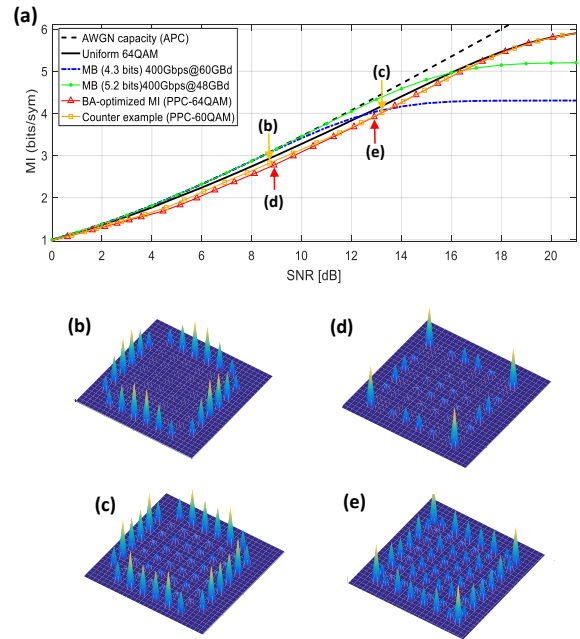 (a)
AWGN capacity (APC)
Uniform 64QAM
MB (4.3 bits) 400Gbps@60GBd
MB (5.2 bits)400Gbps@48GBd
BA-optimized MI (PPC-64QAM)
Counter example (PPC-60QAM)
MI (bits/sym)
6
5
4
3
2
1
(b)
(c)
(d)
(e)
0 2 4 6 8 10 12 14 16 18 20
SNR [dB]
(b)
(d)
(c)
(e)